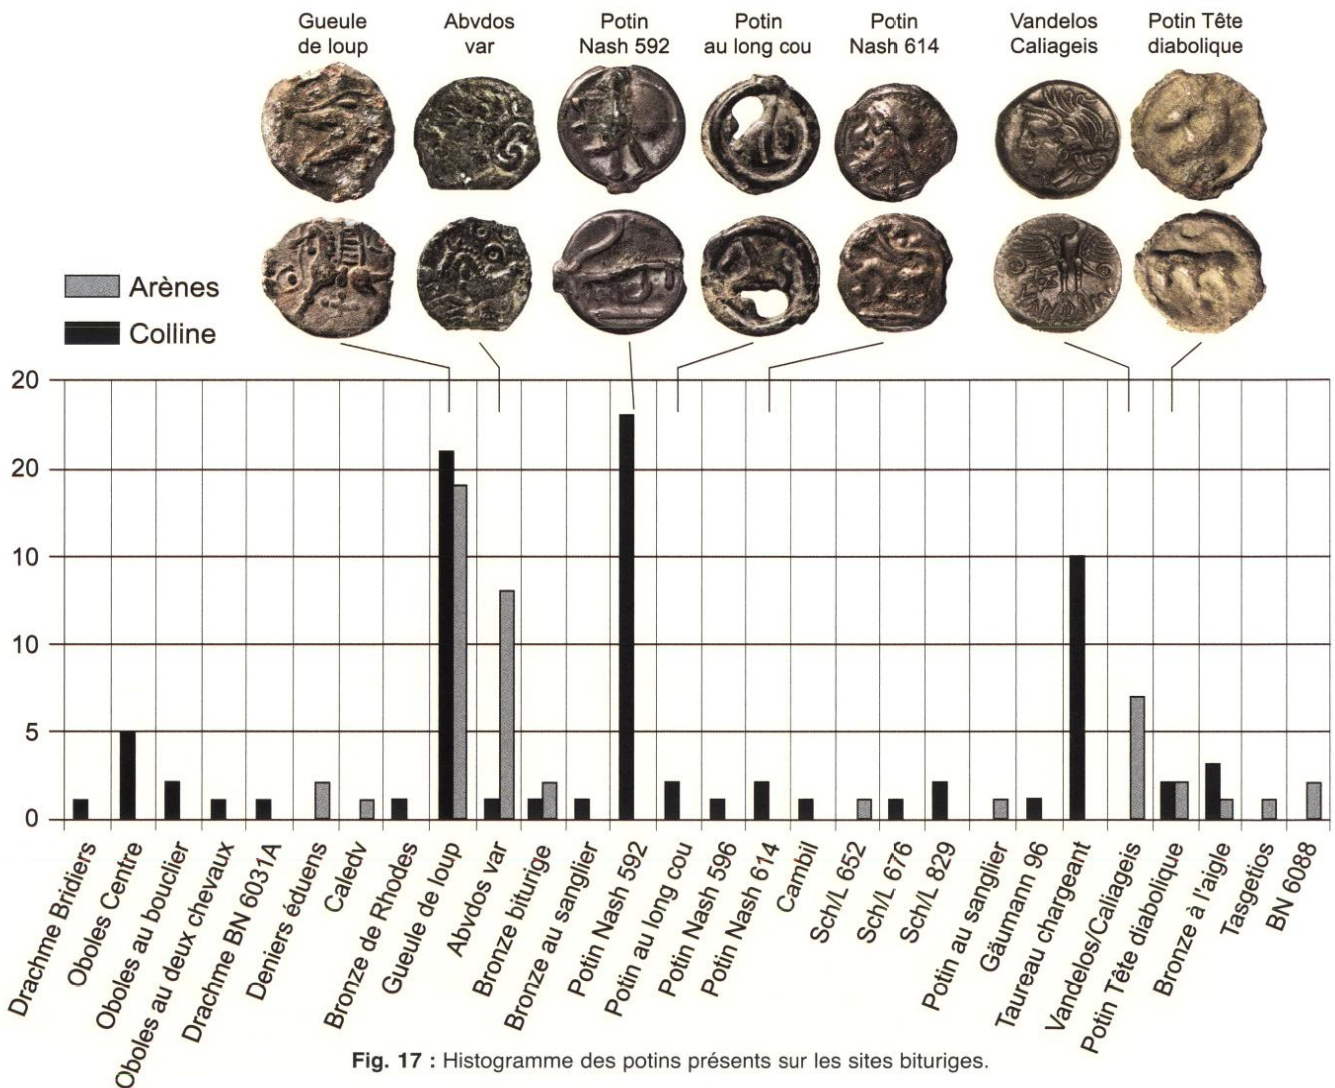 Gueule
de loup
Abvdos
var
Potin
Nash 592
Potin
au long cou
Potin
Nash 614
Vandelos
Caliageis
Potin Tête
diabolique
Arènes
Colline
20
20
10
10
5
0
Drachme Bridiers
Oboles Centre
Oboles au bouclier
Oboles au deux chevaux
Drachme BN 6031A
Deniers éduens
Caledv
Bronze de Rhodes
Gueule de loup
Abvdos var
Bronze biturige
Bronze au sanglier
Potin Nash 592
Potin au long cou
Potin Nash 596
Potin Nash 614
Cambil
Sch/L 652
Sch/L 676
Sch/L 829
Potin au sanglier
Gäumann 96
Taureau chargeant
Vandelos/Caliageis
Potin Tête diabolique
Bronze à l'aigle
Tasgetios
BN 6088
Fig. 17 : Histogramme des potins présents sur les sites bituriges.